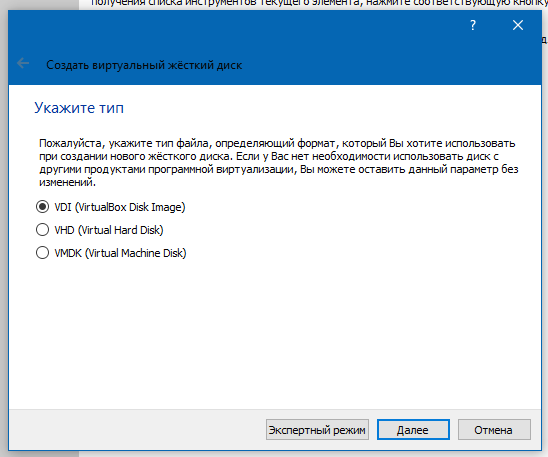 получения списка инструментов текущего элемента, нажмите соответствующую кнопку
?
Создать виртуальный жёсткий диск
Укажите тип
Пожалуйста, укажите тип файла, определяющий формат, который Вы хотите использовать
при создании нового жёсткого диска. Если у Вас нет необходимости использовать диск с
другими продуктами программной виртуализации, Вы можете оставить данный параметр без
изменений.
VDI (VirtualBox Disk Image)
VHD (Virtual Hard Disk)
VMDK (Virtual Machine Disk)
Экспертный режим Далее Отмена